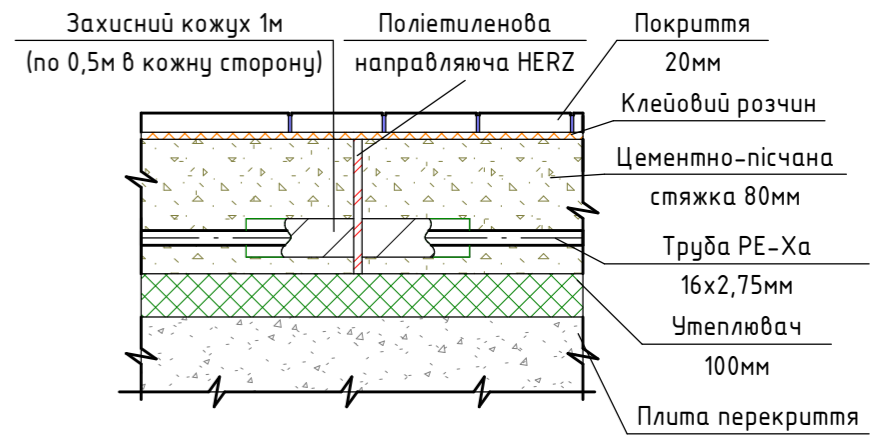 Захисний кожух 1м
(по 0,5м в кожну сторону)
Поліетиленова
направляюча HERZ
Покриття
20мм
Клейовий розчин
Цементно-пісчана
стяжка 80мм
Труба PE-Xa
16x2,75мм
Утеплювач
100мм
Плита перекриття